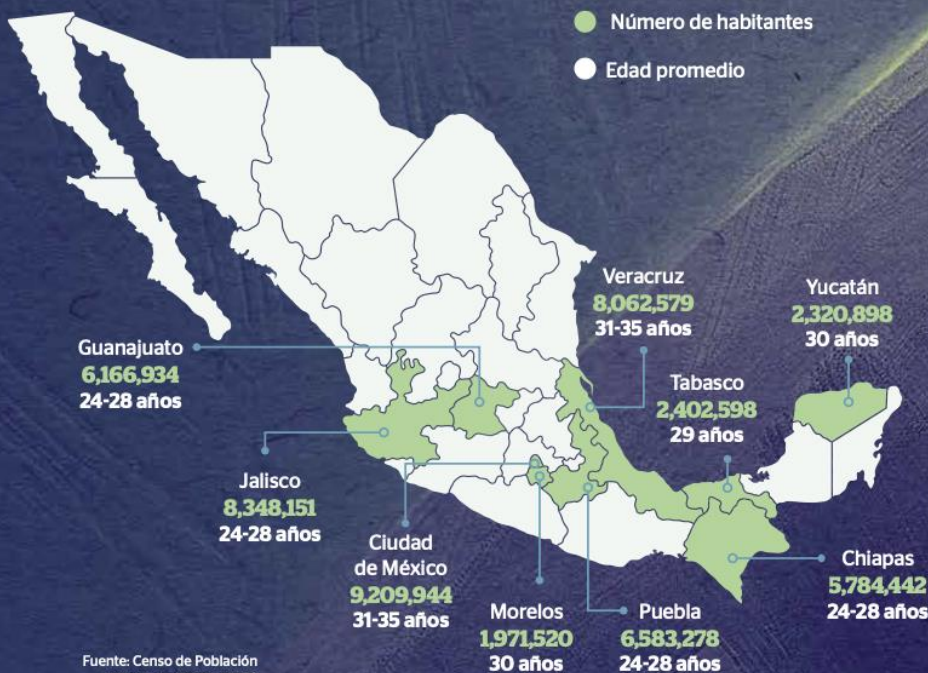 Número de habitantes
Edad promedio
Veracruz
8,062,579
31-35 años
Yucatán
2,320,898
30 años
Guanajuato
6,166,934
24-28 años
Tabasco
2,402,598
29 años
Jalisco
8,348,151
24-28 años
Ciudad
de México
9,209,944
31-35 años
Chiapas
5,784,442
24-28 años
Morelos
1,971,520
30 años
Puebla
6,583,278
24-28 años
Fuente: Censo de Población